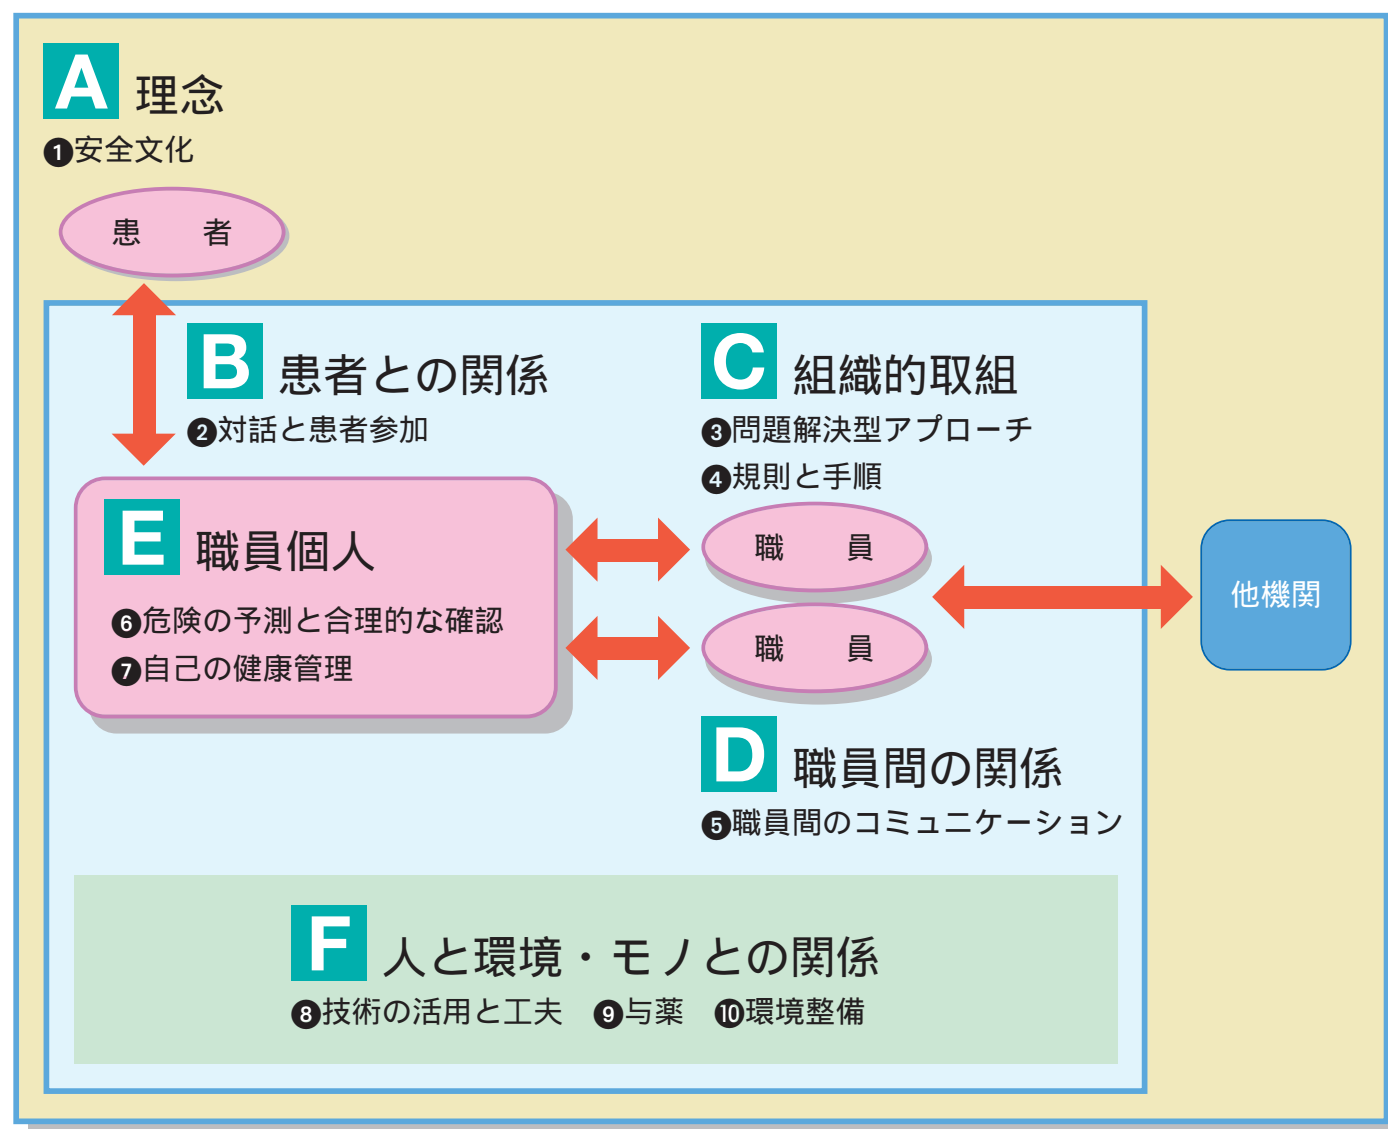 A 理念
❶安全文化
患　者
B 患者との関係
❷対話と患者参加
C 組織的取組
❸問題解決型アプローチ
❹規則と手順
E 職員個人
❻危険の予測と合理的な確認
❼自己の健康管理
職　員
職　員
他機関
D 職員間の関係
❺職員間のコミュニケーション
F 人と環境・モノとの関係
❽技術の活用と工夫　❾与薬　❿環境整備